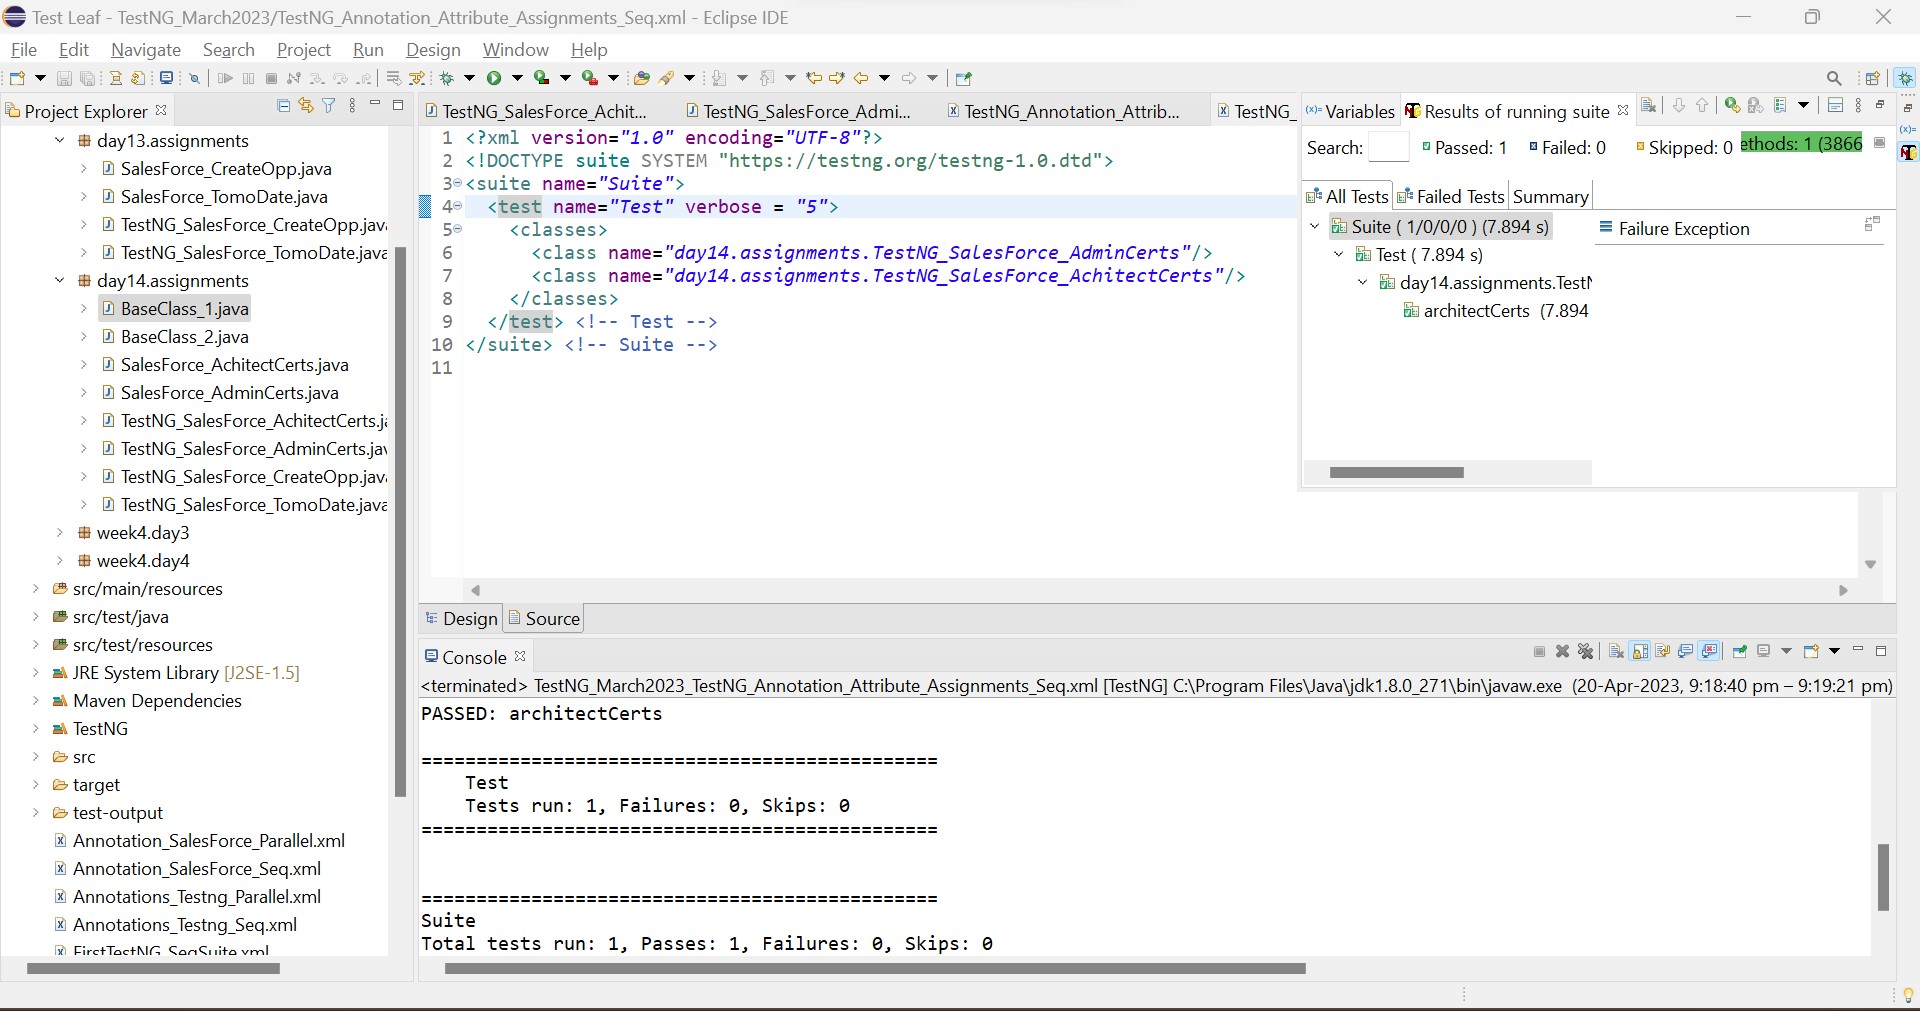 Test Leaf - TestNG_March2023/TestNG_Annotation_Attribute_Assignments_Seq.xml - Eclipse IDE
File Edit Navigate Search Project Run Design Window Help
Project Explorer
day13.assignments
SalesForce_CreateOpp.java
SalesForce_TomoDate.java
TestNG_SalesForce_CreateOpp.java
TestNG_SalesForce_TomoDate.java
day14.assignments
BaseClass_1.java
BaseClass_2.java
SalesForce_AchitectCerts.java
SalesForce_AdminCerts.java
TestNG_SalesForce_AchitectCerts.ja
TestNG_SalesForce_AdminCerts.jav
TestNG_SalesForce_CreateOpp.java
TestNG_SalesForce_TomoDate.java
week4.day3
week4.day4
src/main/resources
src/test/java
src/test/resources
JRE System Library [J2SE-1.5]
Maven Dependencies
TestNG
src
target
test-output
Annotation_SalesForce_Parallel.xml
Annotation_SalesForce_Seq.xml
Annotations_Testng_Parallel.xml
Annotations_Testng_Seq.xml
FirstTestNG_SeqSuite.xml
TestNG_SalesForce_Achit... TestNG_SalesForce_Admi... TestNG_Annotation_Attrib... TestNG_
1 <?xml version="1.0" encoding="UTF-8"?>
2 <!DOCTYPE suite SYSTEM "https://testng.org/testng-1.0.dtd">
3 <suite name="Suite">
4 <test name="Test" verbose = "5">
5 <classes>
6 <class name="day14.assignments.TestNG_SalesForce_AdminCerts"/>
7 <class name="day14.assignments.TestNG_SalesForce_AchitectCerts"/>
8 </classes>
9 </test> <!-- Test -->
10 </suite> <!-- Suite -->
11
Design Source
(x)= Variables Results of running suite
Search: Passed: 1 Failed: 0 Skipped: 0 ethods: 1 (3866
All Tests Failed Tests Summary
Suite ( 1/0/0/0 ) (7.894 s)
Test ( 7.894 s)
day14.assignments.TestN
architectCerts (7.894
Failure Exception
Console
<terminated> TestNG_March2023_TestNG_Annotation_Attribute_Assignments_Seq.xml [TestNG] C:\Program Files\Java\jdk1.8.0_271\bin\javaw.exe (20-Apr-2023, 9:18:40 pm – 9:19:21 pm)
PASSED: architectCerts
===============================================
Test
Tests run: 1, Failures: 0, Skips: 0
===============================================
===============================================
Suite
Total tests run: 1, Passes: 1, Failures: 0, Skips: 0